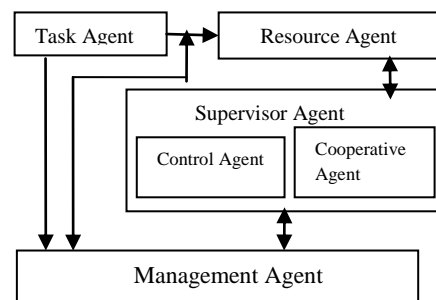 Task Agent
Resource Agent
Supervisor Agent
Control Agent
Cooperative
Agent
Management Agent